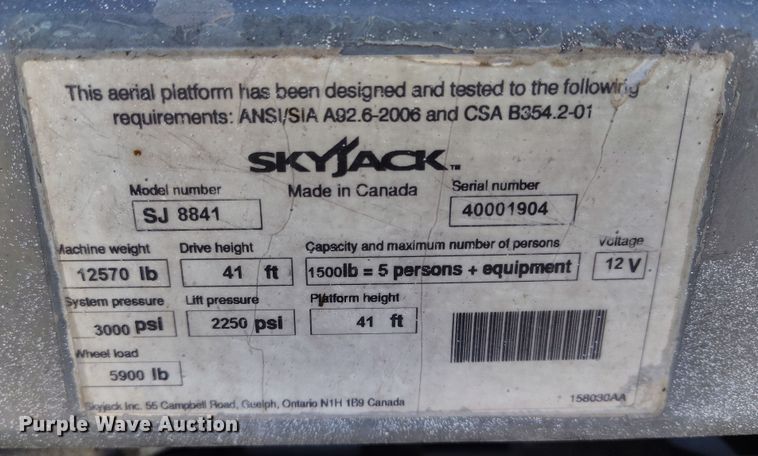 This aerial platform has been designed and tested to the following
requirements: ANSI/SIA A92.6-2006 and CSA B354.2-01
SKYJACK™
Made in Canada
Model number
SJ 8841
Serial number
40001904
Machine weight
12570 lb
Drive height
41 ft
Capacity and maximum number of persons
1500lb = 5 persons + equipment
Voltage
12 V
System pressure
3000 psi
Lift pressure
2250 psi
Platform height
41 ft
Wheel load
5900 lb
Skyjack Inc. 55 Campbell Road, Guelph, Ontario N1H 1B9 Canada
158030AA
Purple Wave Auction